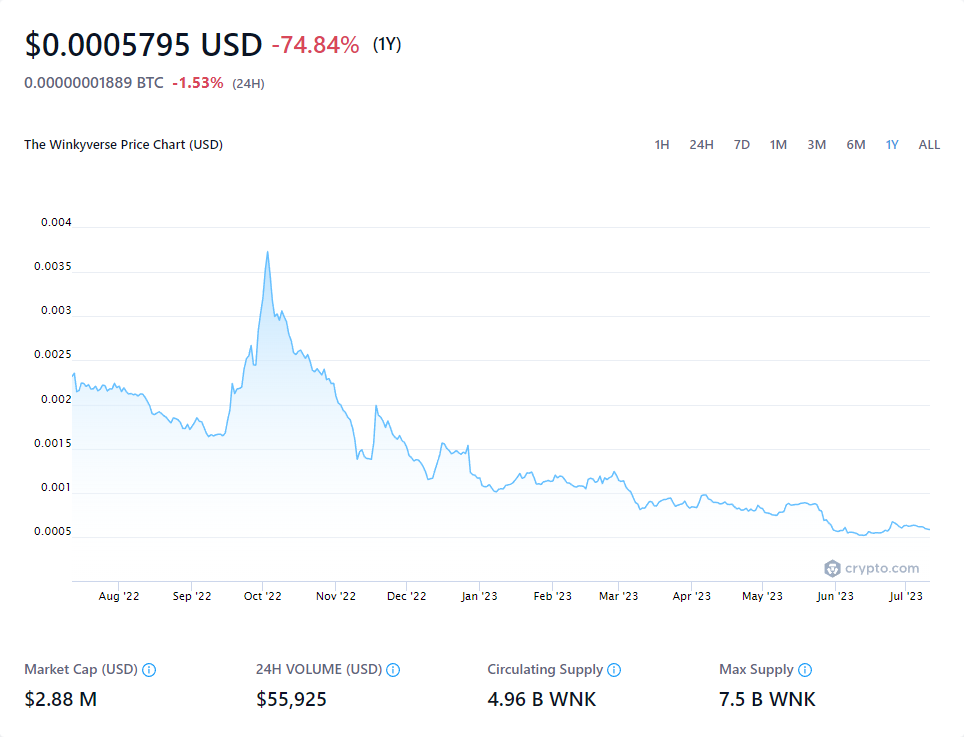 $0.0005795 USD -74.84% (1Y)
0.00000001889 BTC -1.53% (24H)
The Winkyverse Price Chart (USD) 1H 24H 7D 1M 3M 6M 1Y ALL
0.004
0.0035
0.003
0.0025
0.002
0.0015
0.001
0.0005
crypto.com
Aug '22 Sep '22 Oct '22 Nov '22 Dec '22 Jan '23 Feb '23 Mar '23 Apr '23 May '23 Jun '23 Jul '23
Market Cap (USD) 24H VOLUME (USD) Circulating Supply Max Supply
$2.88 M $55,925 4.96 B WNK 7.5 B WNK